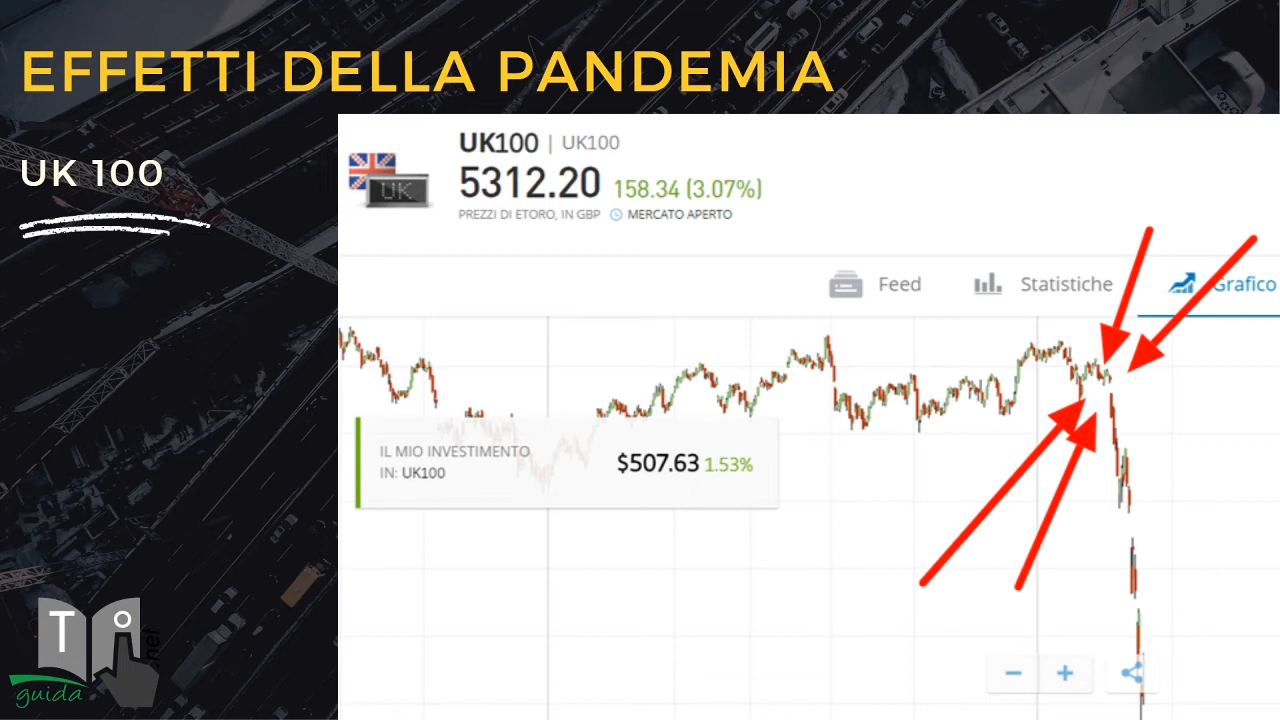 EFFETTI DELLA PANDEMIA
UK 100
UK100 | UK100
UK
5312.20 158.34 (3.07%)
PREZZI DI ETORO, IN GBP MERCATO APERTO
Feed Statistiche Grafico
IL MIO INVESTIMENTO
IN: UK100
$507.63 1.53%
T
guida
.net